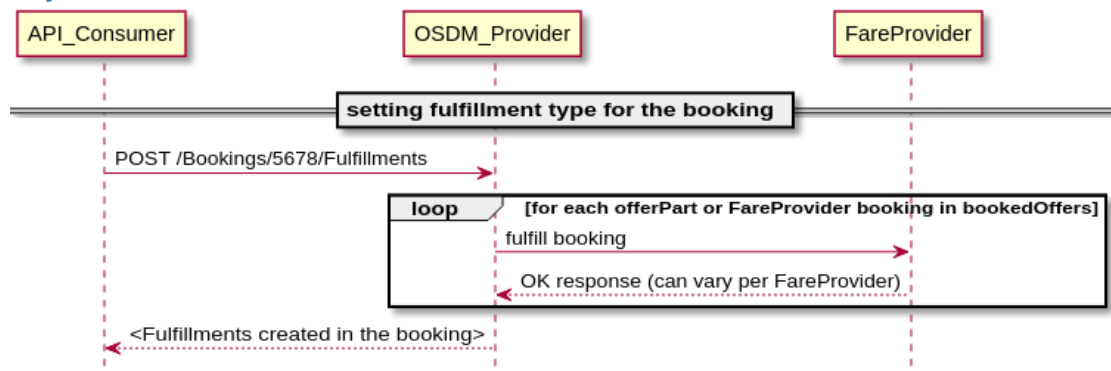 API_Consumer
OSDM_Provider
FareProvider
setting fulfillment type for the booking
POST /Bookings/5678/Fulfillments
loop
[for each offerPart or FareProvider booking in bookedOffers]
fulfill booking
OK response (can vary per FareProvider)
<Fulfillments created in the booking>